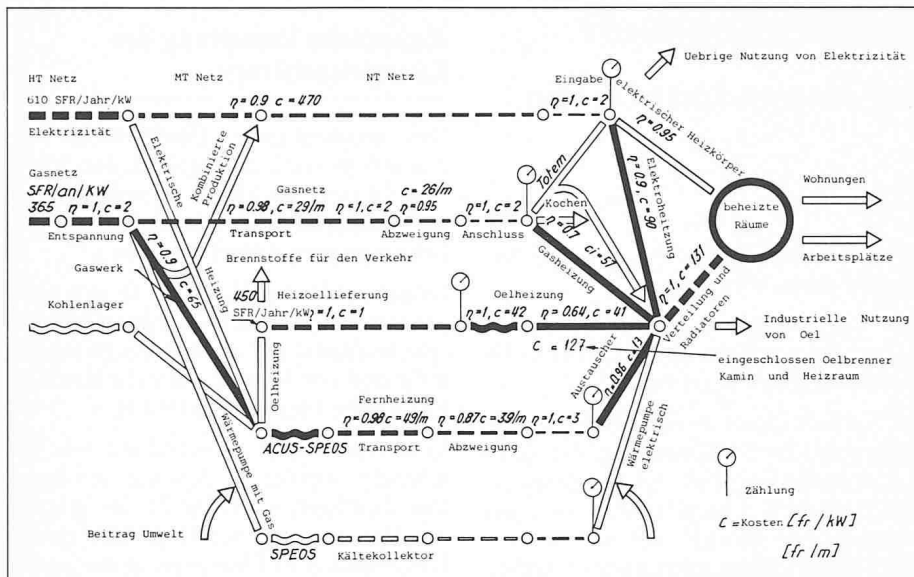 HT Netz MT Netz NT Netz
610 SFR/Jahr/kW η=0.9 c=470
Elektrizität
Eingabe
η=1, c=2
Uebrige Nutzung von Elektrizität
elektrischer Heizkörper
η=0.95
Elektrische Heizung
Kombinierte Produktion
Gasnetz
SFR/an/KW
365 η=1, c=2
Entspannung
Gasnetz
η=0.98, c=29/m η=1, c=2
Transport
c=26/m
η=0.95
Abzweigung
η=1, c=2
Anschluss
Totem
Kochen
η=0.7 ci=57
Gasheizung
η=0.9, c=90
Elektroheitzung
beheizte
Räume
Wohnungen
Arbeitsplätze
η=1, c=131
Verteilung und
Radiatoren
Gaswerk
η=0.9
c=65
Kohlenlager
Brennstoffe für den Verkehr
450
SFR/Jahr/kW
Heizoellieferung
η=1, c=1
Oelheizung
η=1, c=42 η=0.64, c=41
C = 127
Industrielle Nutzung
von Oel
eingeschlossen Oelbrenner
Kamin und Heizraum
Oelheizung
Austauscher
η=0.96 c=13
Fernheizung
η=0.98 c=49/m η=0.87 c=39/m η=1, c=3
ACUS-SPEOS Transport Abzweigung
Wärmepumpe mit Gas
Wärmepumpe
elektrisch
Beitrag Umwelt
SPEOS Kältekollektor
Zählung
C = Kosten [fr/kW]
[fr/m]